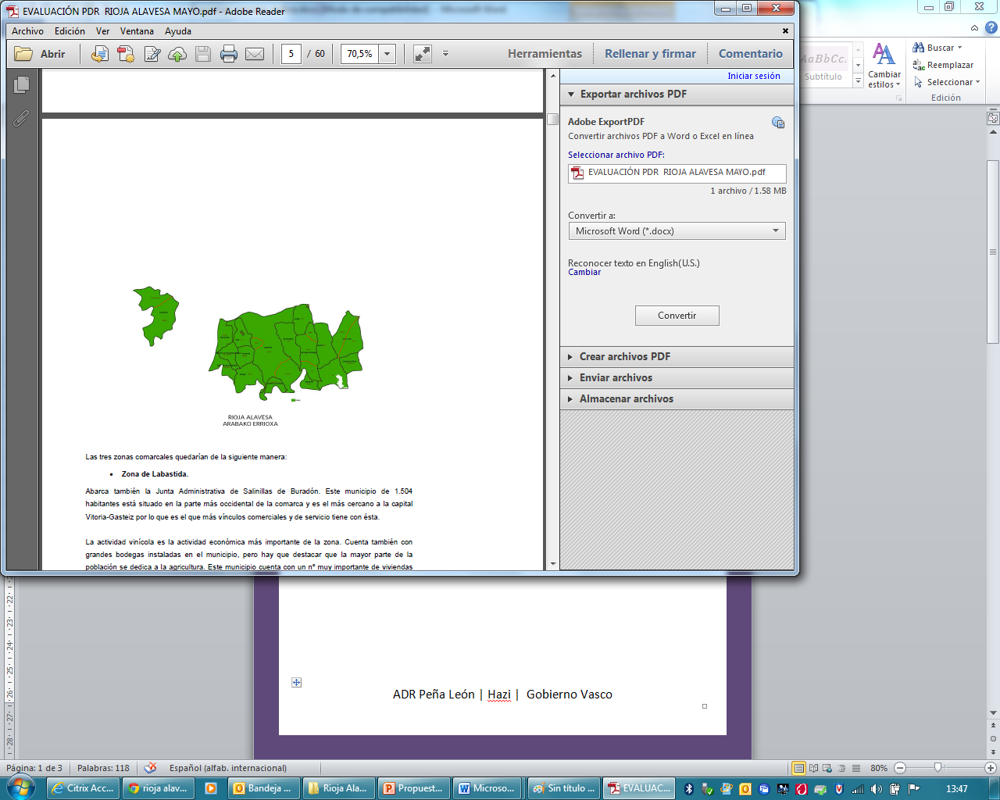 EVALUACIÓN PDR  RIOJA ALAVESA MAYO.pdf - Adobe Reader
Archivo Edición Ver Ventana Ayuda
Abrir 5 / 60 70,5% Herramientas Rellenar y firmar Comentario
Iniciar sesión
Exportar archivos PDF
Adobe ExportPDF
Convertir archivos PDF a Word o Excel en línea
Seleccionar archivo PDF:
EVALUACIÓN PDR  RIOJA ALAVESA MAYO.pdf
1 archivo / 1.58 MB
Convertir a:
Microsoft Word (*.docx)
Reconocer texto en English(U.S.)
Cambiar
Convertir
Crear archivos PDF
Enviar archivos
Almacenar archivos
RIOJA ALAVESA
ARABAKO ERRIOXA
Las tres zonas comarcales quedarían de la siguiente manera:
• Zona de Labastida.
Abarca también la Junta Administrativa de Salinillas de Buradón. Este municipio de 1.504
habitantes está situado en la parte más occidental de la comarca y es el más cercano a la capital
Vitoria-Gasteiz por lo que es el que más vínculos comerciales y de servicio tiene con ésta.
La actividad vinícola es la actividad económica más importante de la zona. Cuenta también con
grandes bodegas instaladas en el municipio, pero hay que destacar que la mayor parte de la
población se dedica a la agricultura. Este municipio cuenta con un nº muy importante de viviendas
AaBbCc.
Subtítulo
Cambiar
estilos
Buscar
Reemplazar
Seleccionar
Edición
22
23
24
25
26
27
28
ADR Peña León | Hazi |  Gobierno Vasco
Página: 1 de 3 Palabras: 118 Español (alfab. internacional) 80%
Citrix Acc... rioja alav... Bandeja ... Rioja Ala... Propuest... Microso... Sin título ... EVALUAC... 13:47